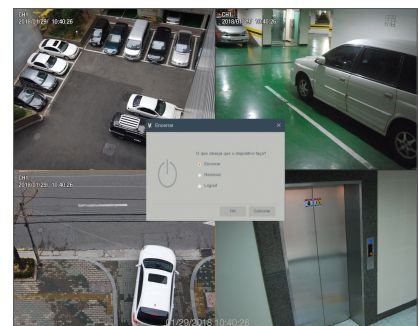 CH1
2018/01/29/ 10:40:26
CH1
2018/01/29/ 10:40:26
Encerrar
O que deseja que o dispositivo faça?
Encerrar
Reiniciar
Logout
OK
Cancelar
CH1
2018/01/29/ 10:40:26
01/29/2018 10:40:26